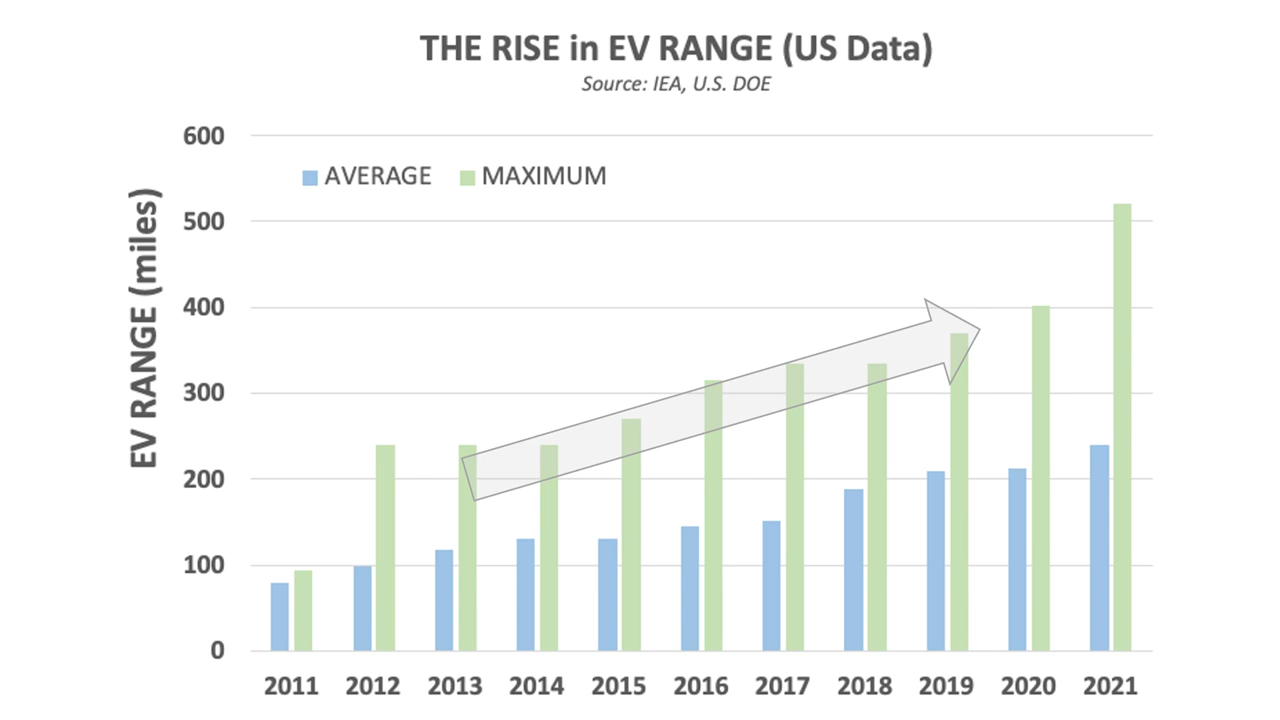 THE RISE in EV RANGE (US Data)
Source: IEA, U.S. DOE
EV RANGE (miles)
600
500
400
300
200
100
0
AVERAGE MAXIMUM
2011 2012 2013 2014 2015 2016 2017 2018 2019 2020 2021